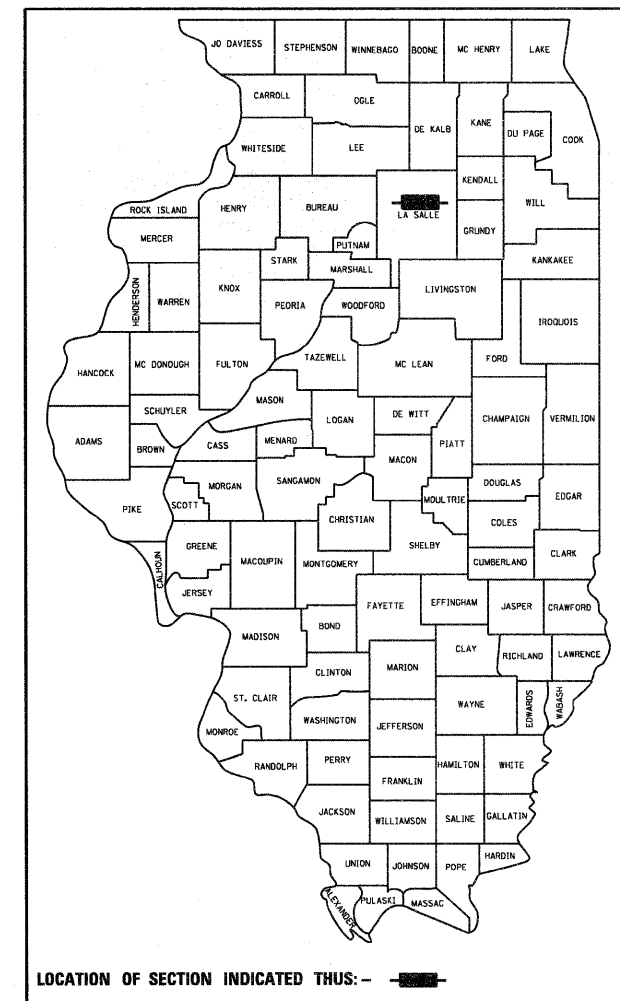 JO DAVIESS STEPHENSON WINNEBAGO BOONE MC HENRY LAKE
CARROLL OGLE DE KALB KANE DU PAGE COOK
WHITESIDE LEE
KENDALL WILL
ROCK ISLAND HENRY BUREAU LA SALLE
MERCER PUTNAM GRUNDY
STARK MARSHALL KANKAKEE
HENDERSON WARREN KNOX PEORIA WOODFORD LIVINGSTON IROQUOIS
HANCOCK MC DONOUGH FULTON TAZEWELL MC LEAN FORD
MASON
SCHUYLER LOGAN DE WITT CHAMPAIGN VERMILION
ADAMS BROWN CASS MENARD MACON PIATT
PIKE SCOTT MORGAN SANGAMON CHRISTIAN MOULTRIE DOUGLAS EDGAR
COLES
GREENE MACOUPIN MONTGOMERY SHELBY CUMBERLAND CLARK
CALHOUN JERSEY
FAYETTE EFFINGHAM JASPER CRAWFORD
MADISON BOND
CLAY RICHLAND LAWRENCE
CLINTON MARION
ST. CLAIR WAYNE EDWARDS WABASH
WASHINGTON JEFFERSON
MONROE
RANDOLPH PERRY HAMILTON WHITE
FRANKLIN
JACKSON WILLIAMSON SALINE GALLATIN
UNION JOHNSON POPE HARDIN
ALEXANDER PULASKI MASSAC
LOCATION OF SECTION INDICATED THUS: -